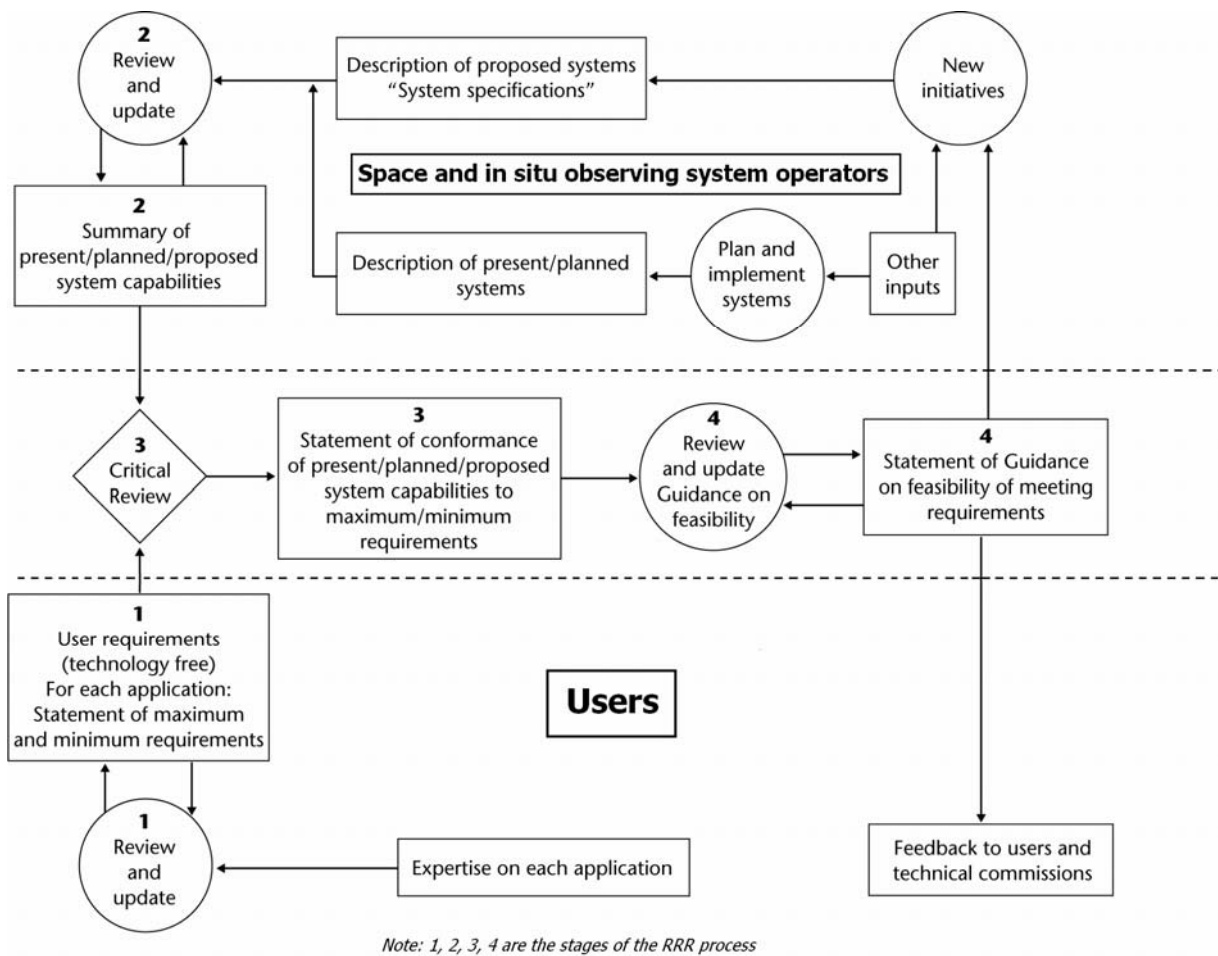 2
Review
and
update
Description of proposed systems
“System specifications”
New
initiatives
Space and in situ observing system operators
2
Summary of
present/planned/proposed
system capabilities
Description of present/planned
systems
Plan and
implement
systems
Other
inputs
3
Critical
Review
3
Statement of conformance
of present/planned/proposed
system capabilities to
maximum/minimum
requirements
4
Review
and update
Guidance on
feasibility
4
Statement of Guidance
on feasibility of meeting
requirements
1
User requirements
(technology free)
For each application:
Statement of maximum
and minimum requirements
Users
1
Review
and
update
Expertise on each application
Feedback to users and
technical commissions
Note: 1, 2, 3, 4 are the stages of the RRR process